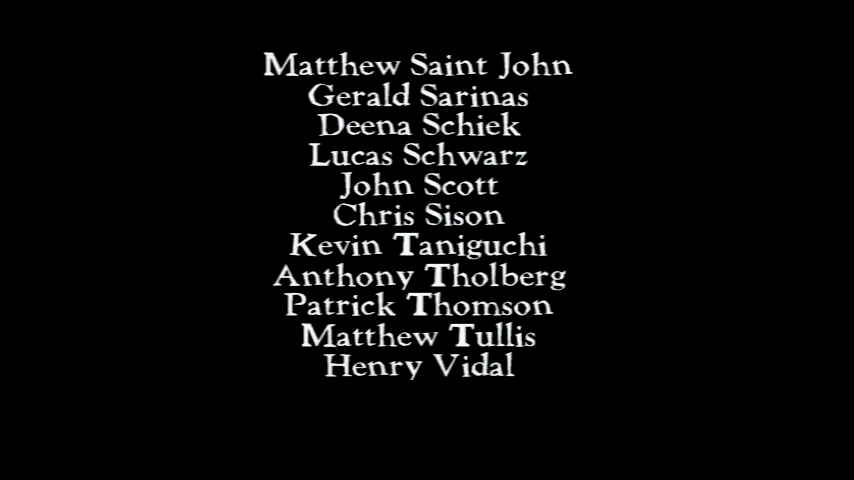 Matthew Saint John
Gerald Sarinas
Deena Schiek
Lucas Schwarz
John Scott
Chris Sison
Kevin Taniguchi
Anthony Tholberg
Patrick Thomson
Matthew Tullis
Henry Vidal